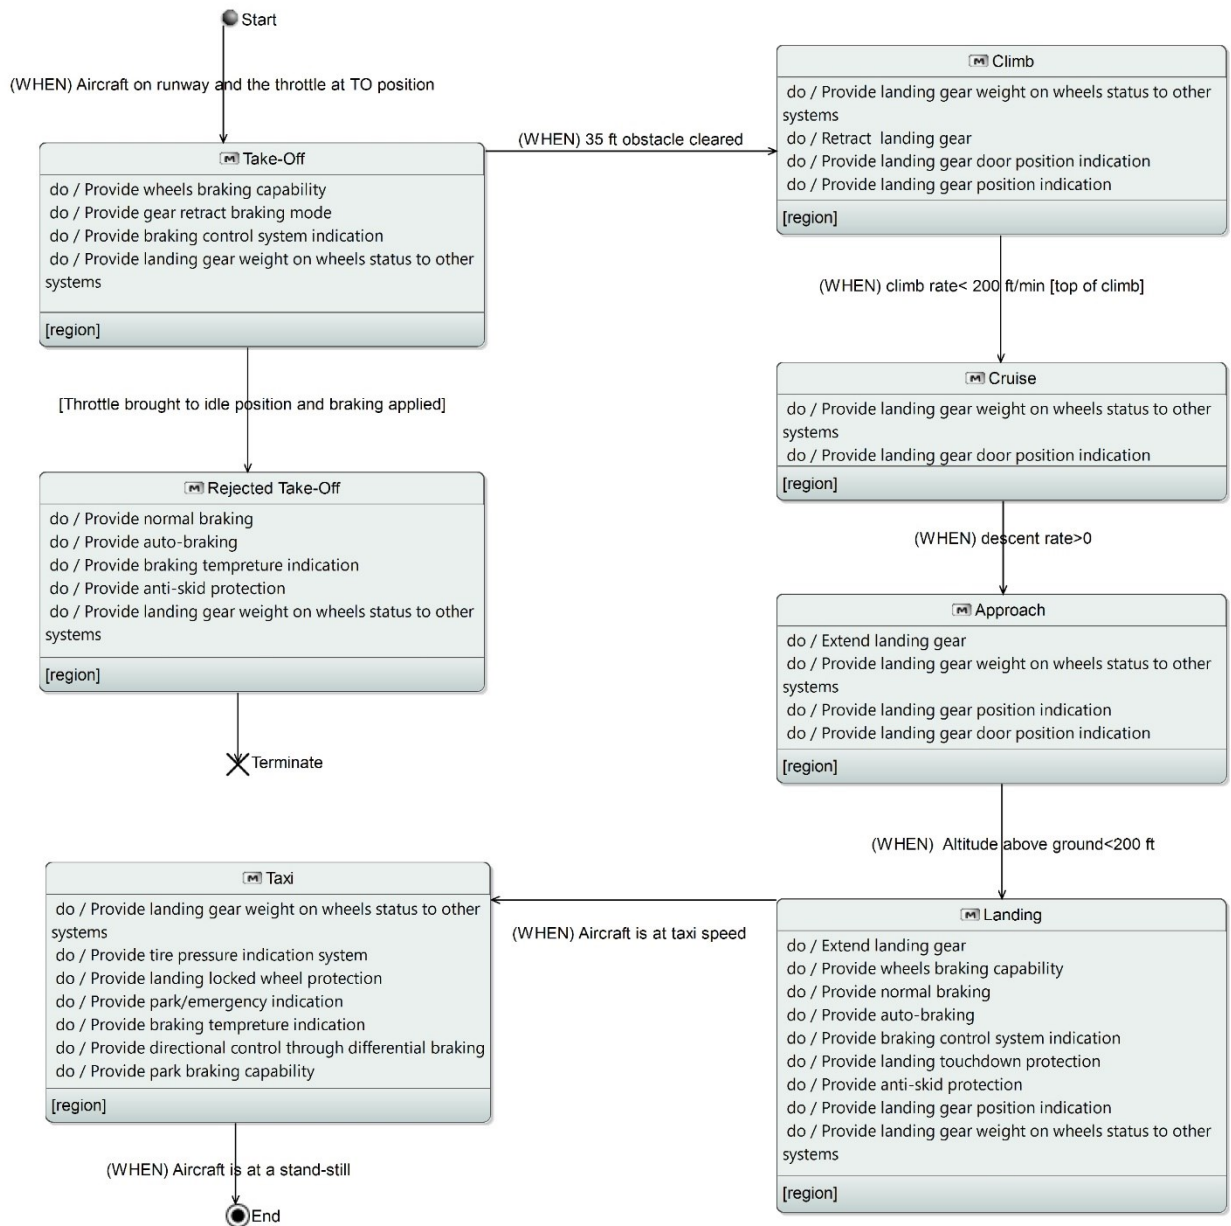 Start
(WHEN) Aircraft on runway and the throttle at TO position
Take-Off
do / Provide wheels braking capability
do / Provide gear retract braking mode
do / Provide braking control system indication
do / Provide landing gear weight on wheels status to other
systems
[region]
(WHEN) 35 ft obstacle cleared
Climb
do / Provide landing gear weight on wheels status to other
systems
do / Retract landing gear
do / Provide landing gear door position indication
do / Provide landing gear position indication
[region]
(WHEN) climb rate< 200 ft/min [top of climb]
[Throttle brought to idle position and braking applied]
Rejected Take-Off
do / Provide normal braking
do / Provide auto-braking
do / Provide braking tempreture indication
do / Provide anti-skid protection
do / Provide landing gear weight on wheels status to other
systems
[region]
Terminate
Cruise
do / Provide landing gear weight on wheels status to other
systems
do / Provide landing gear door position indication
[region]
(WHEN) descent rate>0
Approach
do / Extend landing gear
do / Provide landing gear weight on wheels status to other
systems
do / Provide landing gear position indication
do / Provide landing gear door position indication
[region]
(WHEN) Altitude above ground<200 ft
Landing
do / Extend landing gear
do / Provide wheels braking capability
do / Provide normal braking
do / Provide auto-braking
do / Provide braking control system indication
do / Provide landing touchdown protection
do / Provide anti-skid protection
do / Provide landing gear position indication
do / Provide landing gear weight on wheels status to other
systems
[region]
(WHEN) Aircraft is at taxi speed
Taxi
do / Provide landing gear weight on wheels status to other
systems
do / Provide tire pressure indication system
do / Provide landing locked wheel protection
do / Provide park/emergency indication
do / Provide braking tempreture indication
do / Provide directional control through differential braking
do / Provide park braking capability
[region]
(WHEN) Aircraft is at a stand-still
End